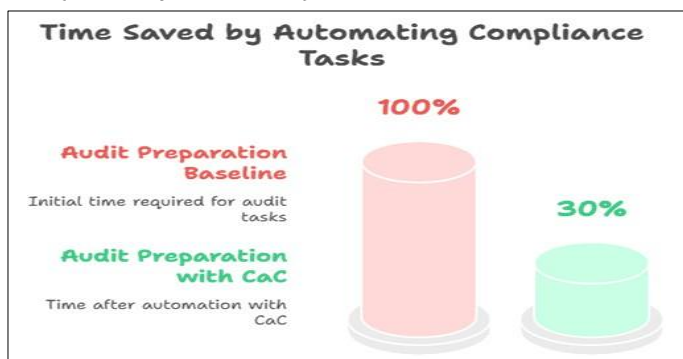 Time Saved by Automating Compliance
Tasks
100%
Audit Preparation
Baseline
Initial time required for audit
tasks
30%
Audit Preparation
with CaC
Time after automation with
CaC